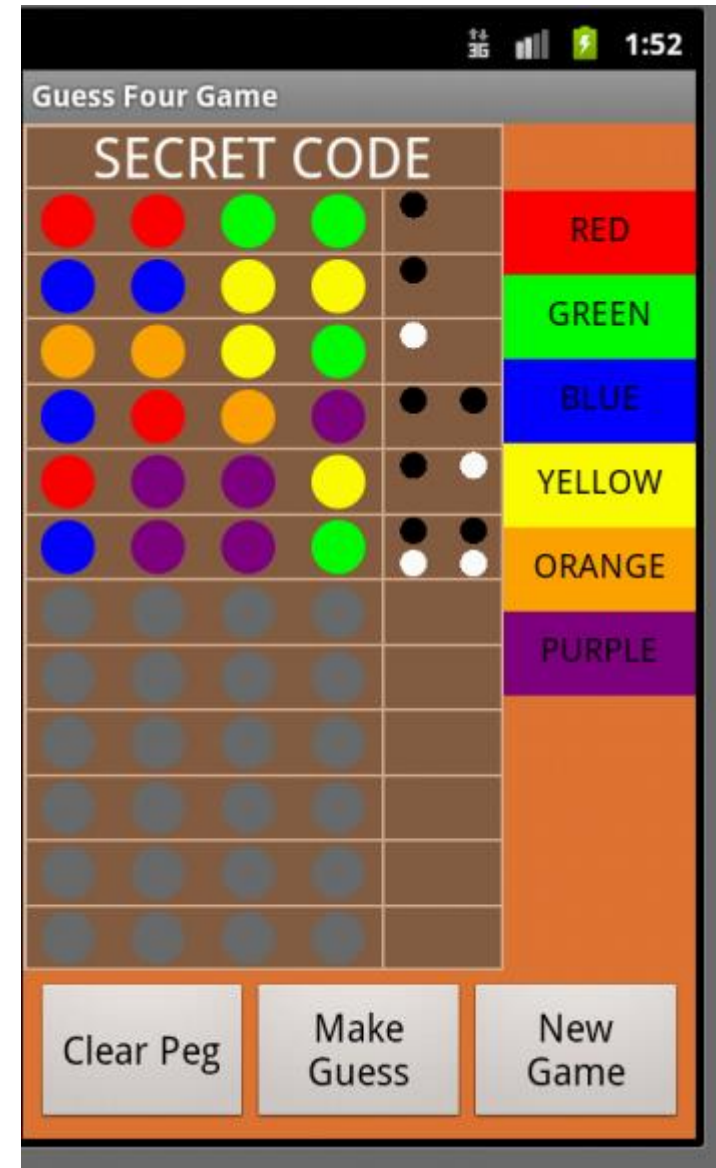 3G 1:52
Guess Four Game
SECRET CODE
RED
GREEN
BLUE
YELLOW
ORANGE
PURPLE
Clear Peg
Make
Guess
New
Game